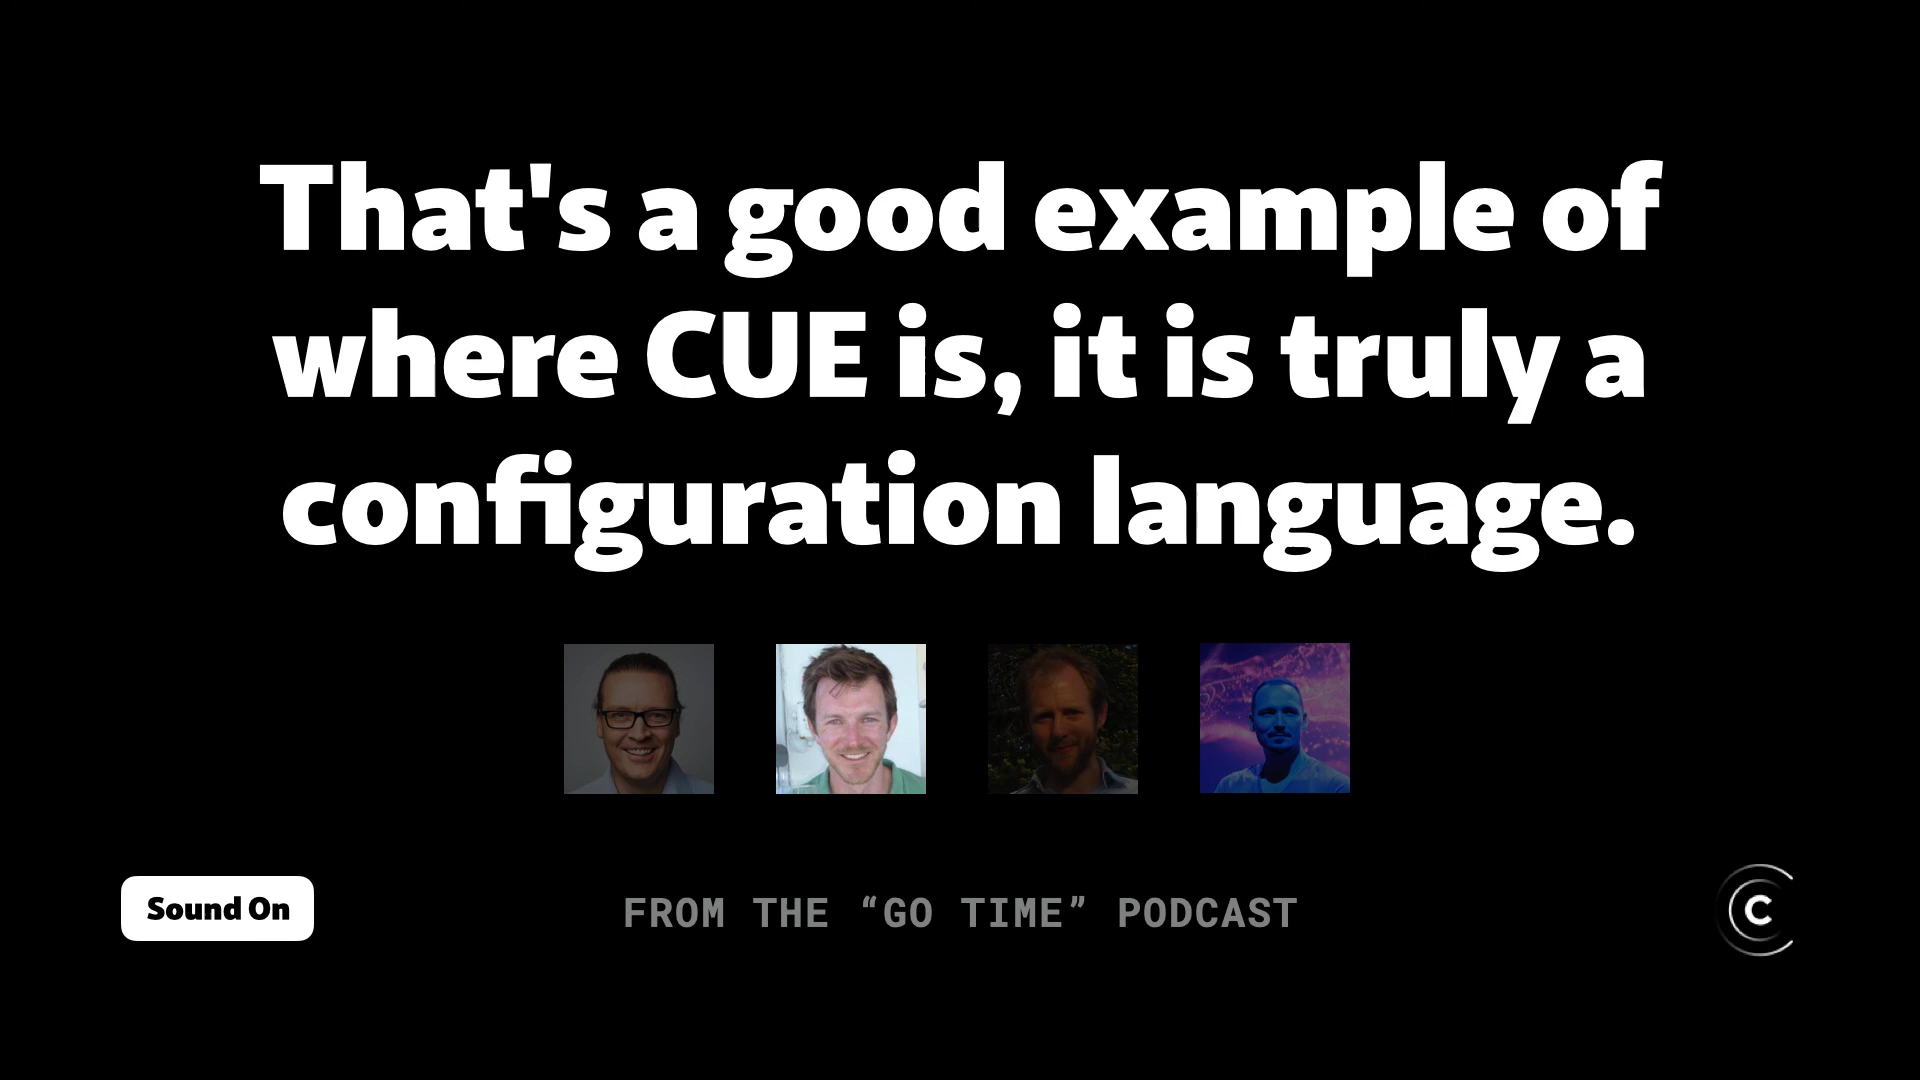 That's a good example of
where CUE is, it is truly a
configuration language.
Sound On
FROM THE “GO TIME” PODCAST
C